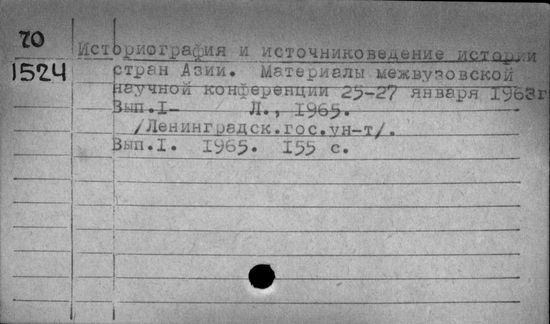 70
1524
Историография и источниковедение истории
стран Азии. Материалы межвузовской
научной конференции 25-27 января 1963г
Вып.I- Л., 1965.
/Ленинградск.гос.ун-т/.
Вып.I. 1965. 155 с.